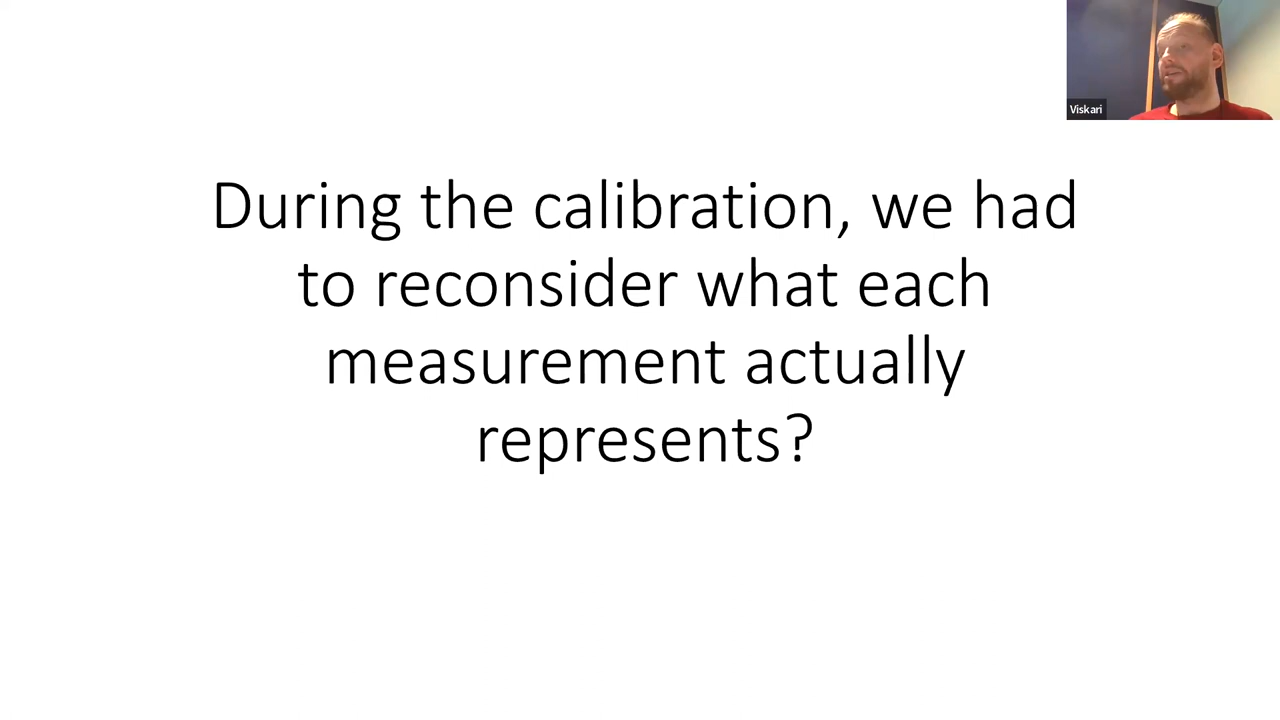 Viskari
During the calibration, we had
to reconsider what each
measurement actually
represents?